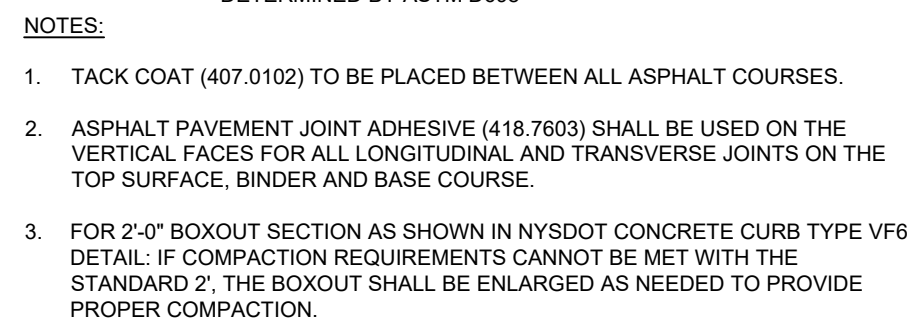 NOTES:
1. TACK COAT (407.0102) TO BE PLACED BETWEEN ALL ASPHALT COURSES.
2. ASPHALT PAVEMENT JOINT ADHESIVE (418.7603) SHALL BE USED ON THE
VERTICAL FACES FOR ALL LONGITUDINAL AND TRANSVERSE JOINTS ON THE
TOP SURFACE, BINDER AND BASE COURSE.
3. FOR 2'-0" BOXOUT SECTION AS SHOWN IN NYSDOT CONCRETE CURB TYPE VF6
DETAIL: IF COMPACTION REQUIREMENTS CANNOT BE MET WITH THE
STANDARD 2', THE BOXOUT SHALL BE ENLARGED AS NEEDED TO PROVIDE
PROPER COMPACTION.